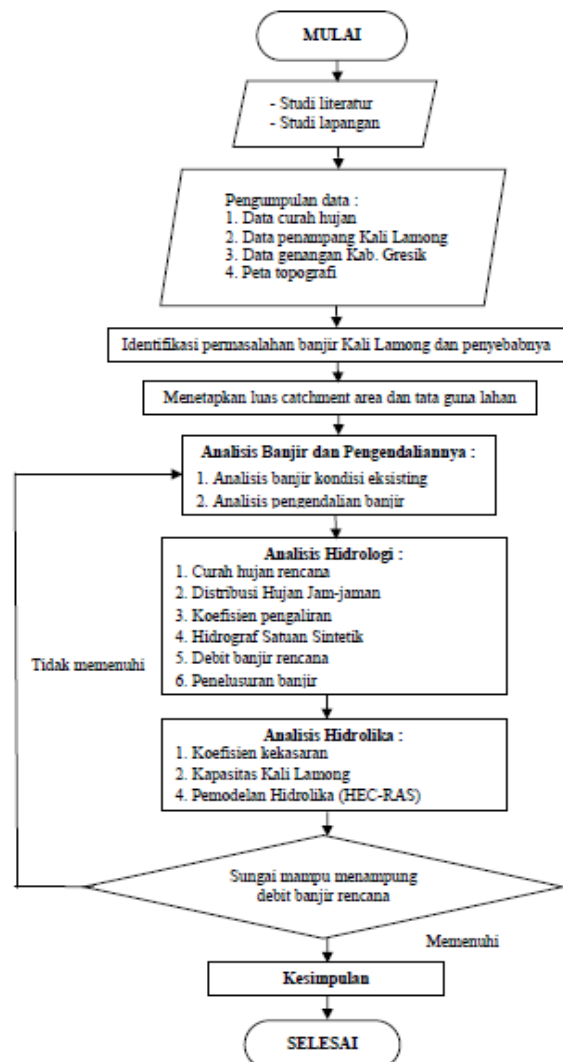 MULAI
- Studi literatur
- Studi lapangan
Pengumpulan data :
1. Data curah hujan
2. Data penampang Kali Lamong
3. Data genangan Kab. Gresik
4. Peta topografi
Identifikasi permasalahan banjir Kali Lamong dan penyebabnya
Menetapkan luas catchment area dan tata guna lahan
Analisis Banjir dan Pengendaliannya :
1. Analisis banjir kondisi eksisting
2. Analisis pengendalian banjir
Analisis Hidrologi :
1. Curah hujan rencana
2. Distribusi Hujan Jam-jaman
3. Koefisien pengaliran
4. Hidrograf Satuan Sintetik
5. Debit banjir rencana
6. Penelusuran banjir
Tidak memenuhi
Analisis Hidrolika :
1. Koefisien kekasaran
2. Kapasitas Kali Lamong
4. Pemodelan Hidrolika (HEC-RAS)
Sungai mampu menampung
debit banjir rencana
Memenuhi
Kesimpulan
SELESAI